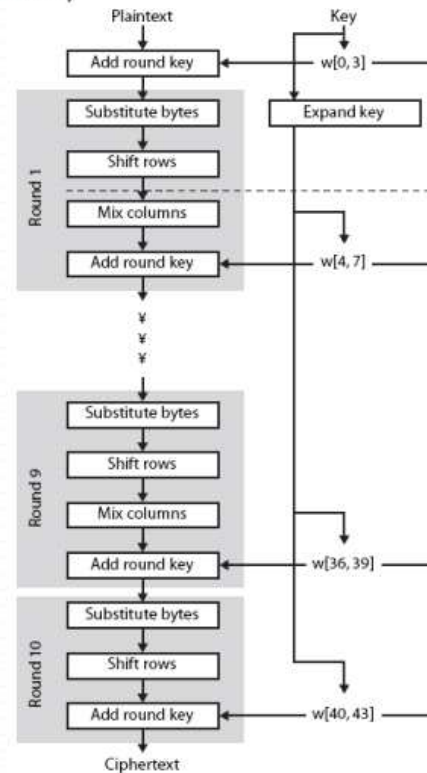 Plaintext
Key
Add round key
w[0, 3]
Substitute bytes
Expand key
Shift rows
Round 1
Mix columns
w[4, 7]
Add round key
¥
¥
¥
Substitute bytes
Shift rows
Round 9
Mix columns
Add round key
w[36, 39]
Substitute bytes
Shift rows
Round 10
Add round key
w[40, 43]
Ciphertext